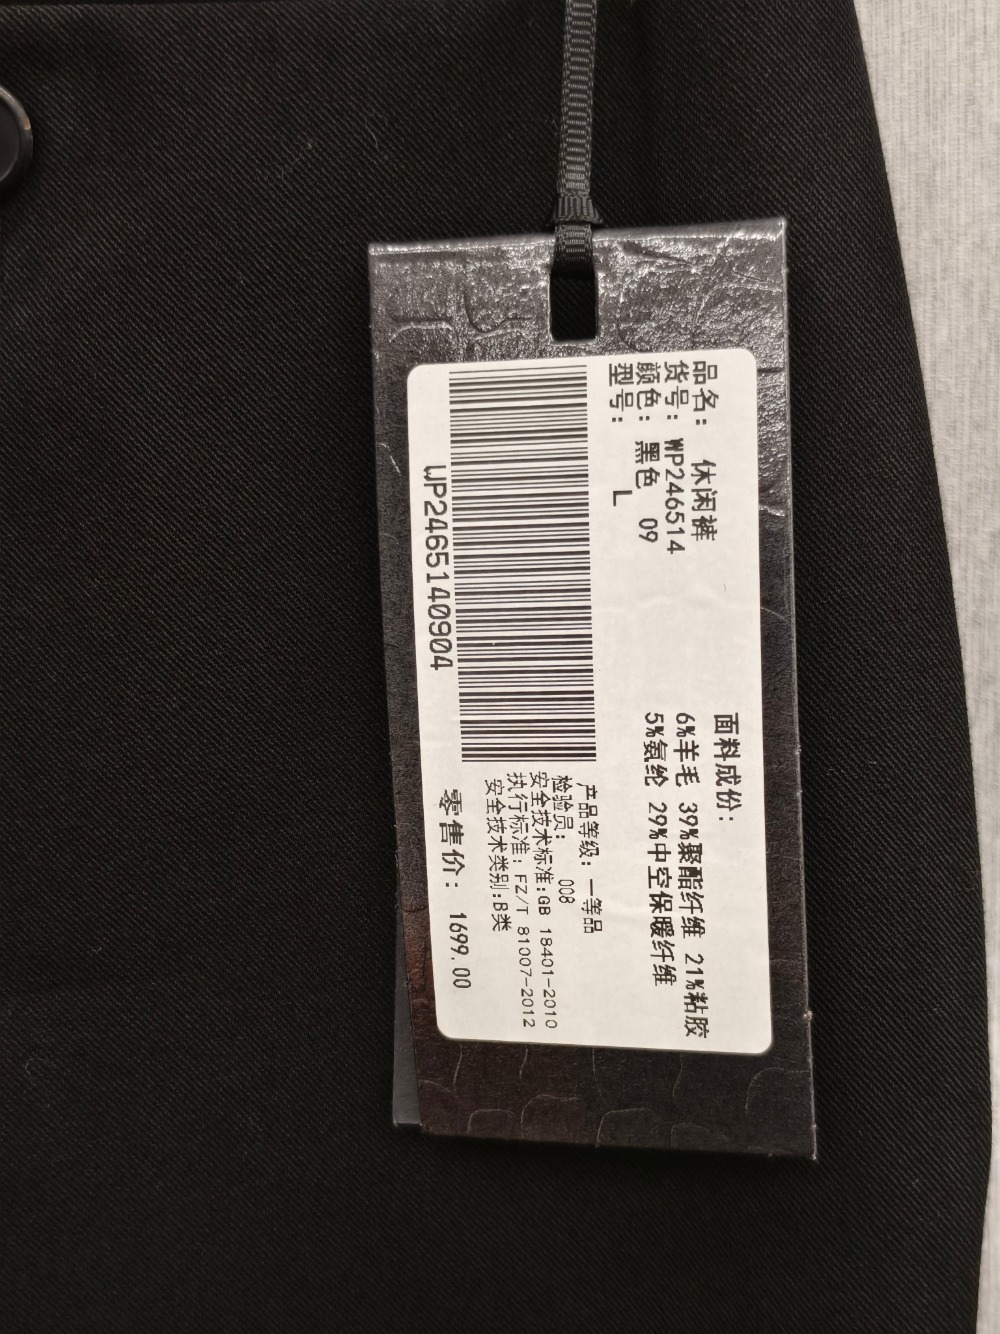 品名: 休闲裤
货号: WP246514
颜色: 黑色 09
型号: L
面料成份:
6%羊毛 39%聚酯纤维 21%粘胶
5%氨纶 29%中空保暖纤维
WP2465140904
产品等级: 一等品
检验员: 008
安全技术标准:GB 18401-2010
执行标准: FZ/T 81007-2012
安全技术类别:B类
零售价: 1699.00